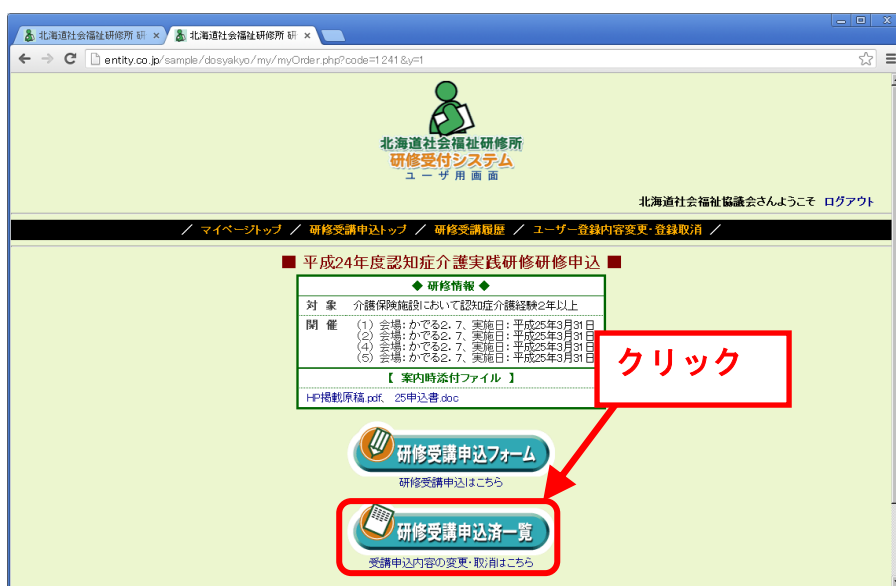 北海道社会福祉研修所 研
北海道社会福祉研修所 研
entity.co.jp/sample/dosyakyo/my/myOrder.php?code=1241&y=1
北海道社会福祉研修所
研修受付システム
ユーザ用画面
北海道社会福祉協議会さんようこそ ログアウト
／ マイページトップ ／ 研修受講申込トップ ／ 研修受講履歴 ／ ユーザー登録内容変更・登録取消 ／
■ 平成24年度認知症介護実践研修研修申込 ■
◆ 研修情報 ◆
対 象 介護保険施設において認知症介護経験2年以上
開 催 (1) 会場：かでる2．7、実施日：平成25年3月31日
(2) 会場：かでる2．7、実施日：平成25年3月31日
(4) 会場：かでる2．7、実施日：平成25年3月31日
(5) 会場：かでる2．7、実施日：平成25年3月31日
【 案内時添付ファイル 】
HP掲載原稿.pdf、 25申込書.doc
クリック
研修受講申込フォーム
研修受講申込はこちら
研修受講申込済一覧
受講申込内容の変更・取消はこちら